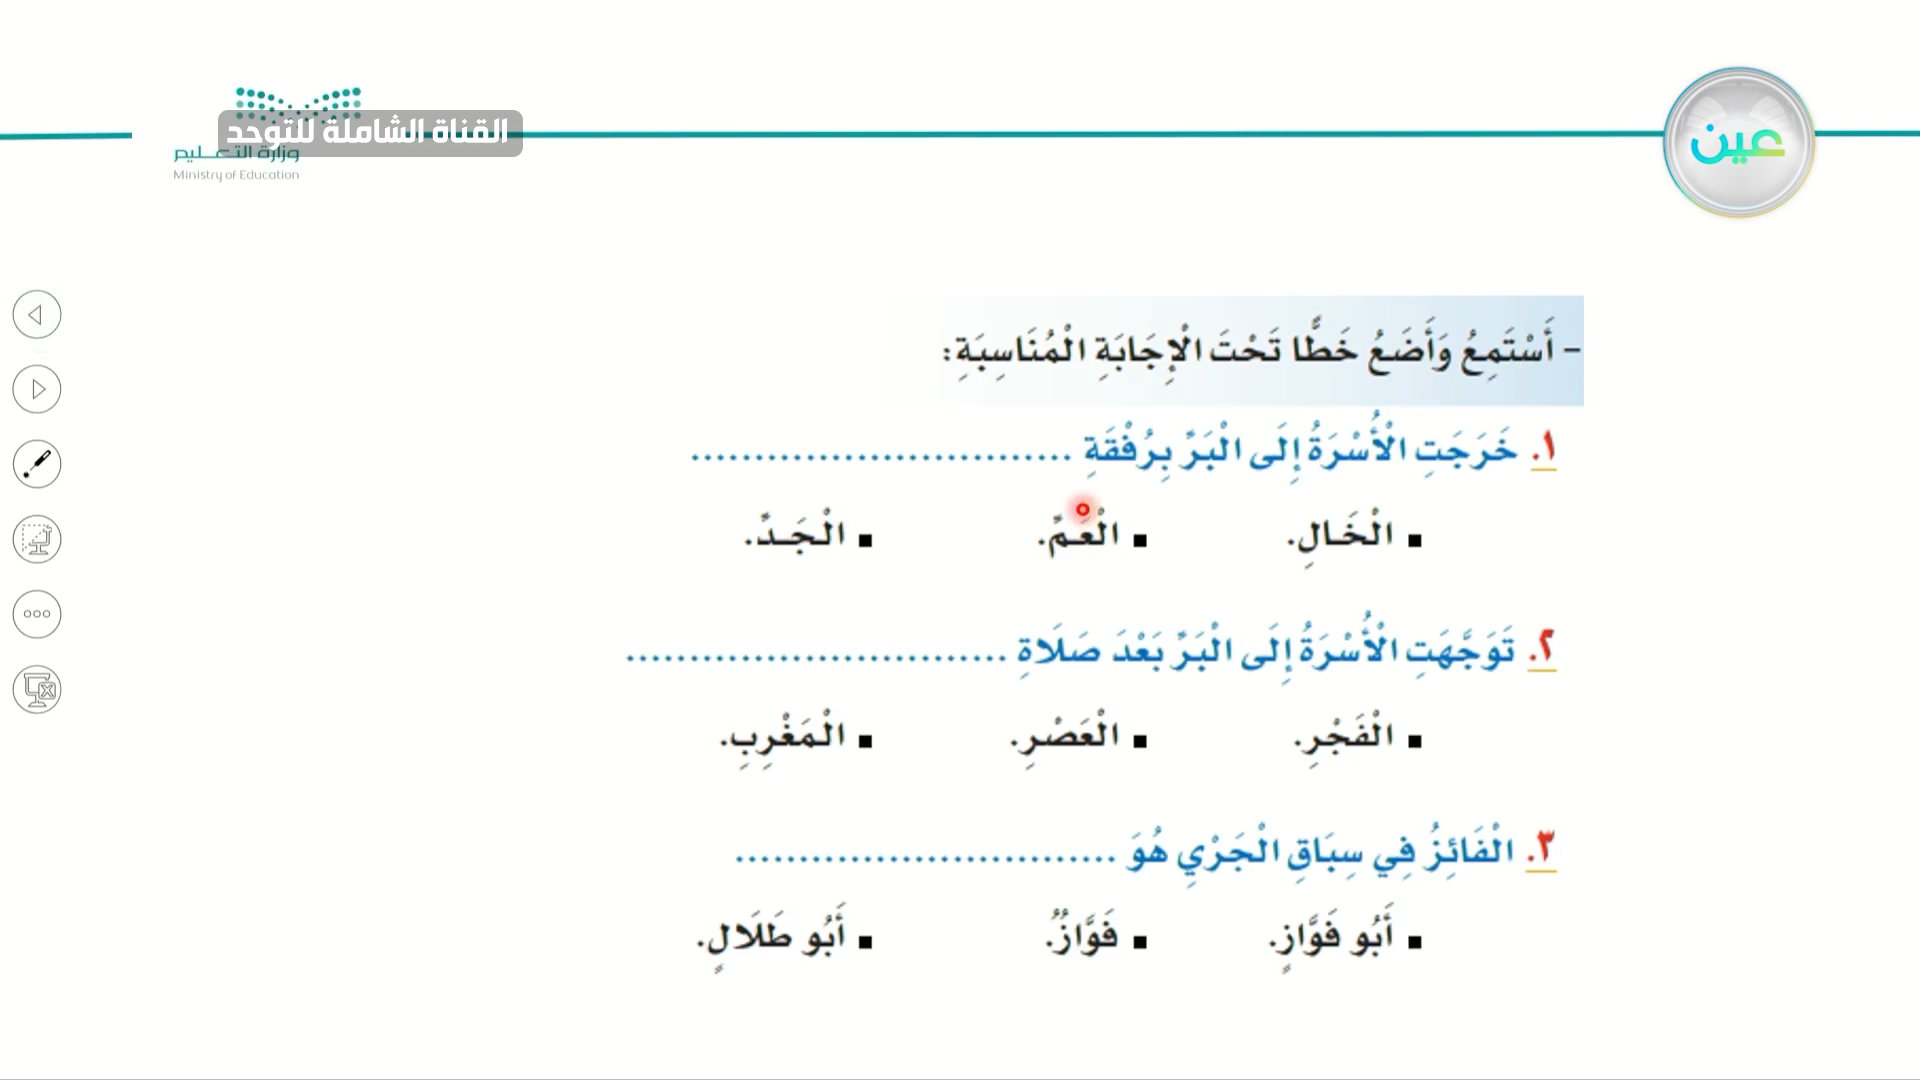 القناة الشاملة للتوحد
وزارة التعليم
Ministry of Education
عين
- أَسْتَمِعُ وَأَضَعُ خَطًّا تَحْتَ الْإِجَابَةِ الْمُنَاسِبَةِ:
١. خَرَجَتِ الْأُسْرَةُ إِلَى الْبَرِّ بِرُفْقَةِ ..............................
▪ الْخَالِ. ▪ الْعَمِّ. ▪ الْجَدِّ.
٢. تَوَجَّهَتِ الْأُسْرَةُ إِلَى الْبَرِّ بَعْدَ صَلَاةِ ..............................
▪ الْفَجْرِ. ▪ الْعَصْرِ. ▪ الْمَغْرِبِ.
٣. الْفَائِزُ فِي سِبَاقِ الْجَرْيِ هُوَ ..............................
▪ أَبُو فَوَّازٍ. ▪ فَوَّازٌ. ▪ أَبُو طَلَالٍ.